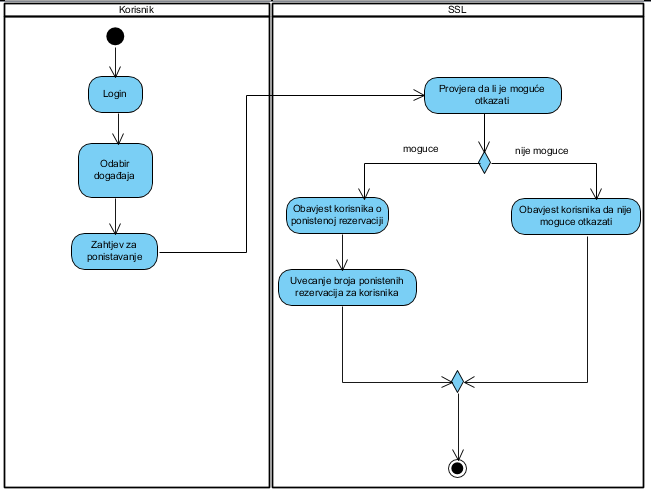 Korisnik
SSL
Login
Odabir
događaja
Zahtjev za
ponistavanje
Provjera da li je moguće
otkazati
moguce
nije moguce
Obavjest korisnika o
ponistenoj rezervaciji
Obavjest korisnika da nije
moguce otkazati
Uvecanje broja ponistenih
rezervacija za korisnika